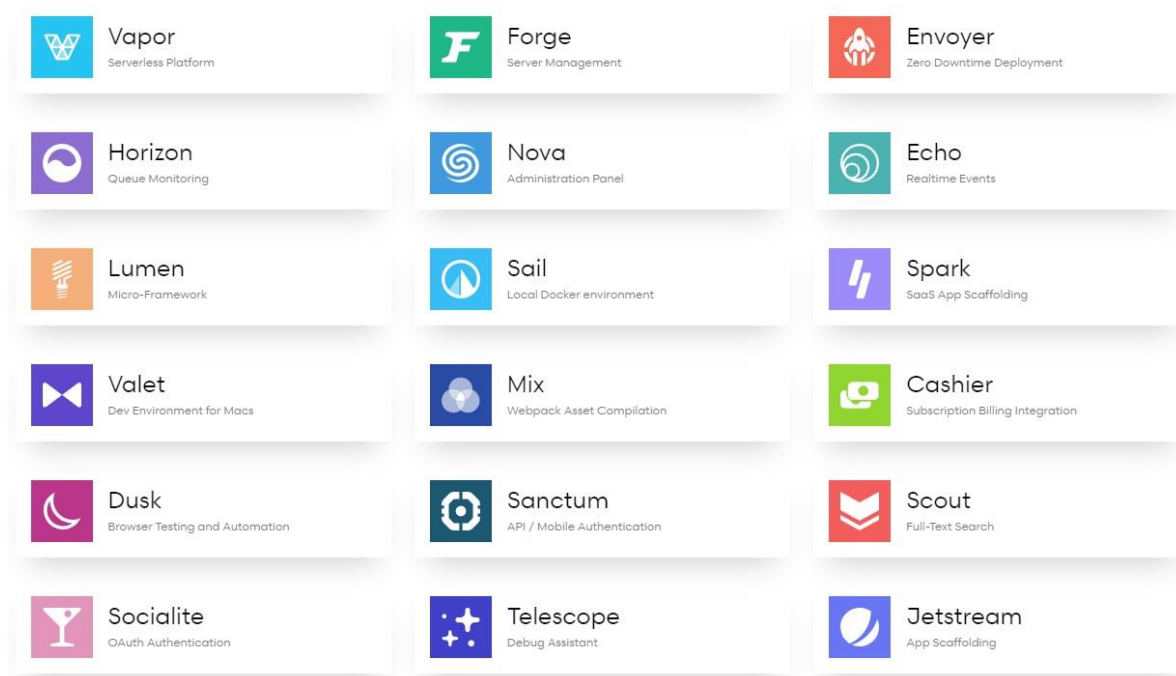 Vapor
Serverless Platform
Forge
Server Management
Envoyer
Zero Downtime Deployment
Horizon
Queue Monitoring
Nova
Administration Panel
Echo
Realtime Events
Lumen
Micro-Framework
Sail
Local Docker environment
Spark
SaaS App Scaffolding
Valet
Dev Environment for Macs
Mix
Webpack Asset Compilation
Cashier
Subscription Billing Integration
Dusk
Browser Testing and Automation
Sanctum
API / Mobile Authentication
Scout
Full-Text Search
Socialite
OAuth Authentication
Telescope
Debug Assistant
Jetstream
App Scaffolding